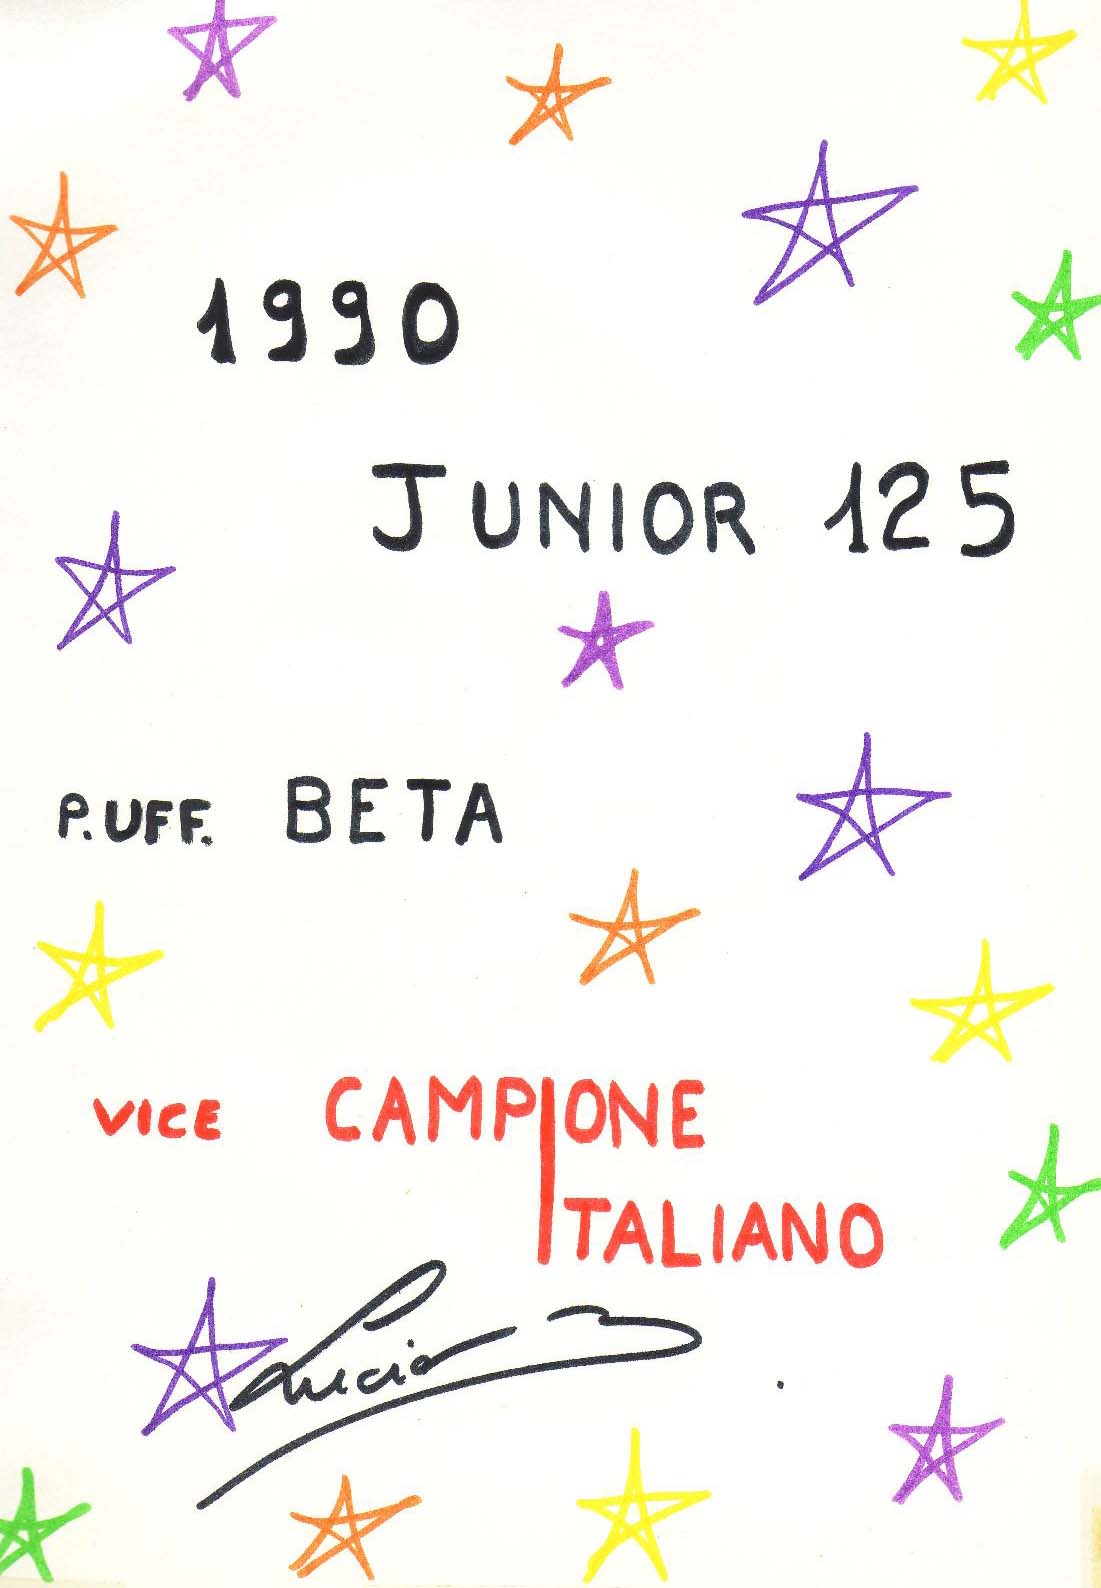 1990
JUNIOR 125
P.UFF. BETA
VICE CAMPIONE
ITALIANO
Lucio